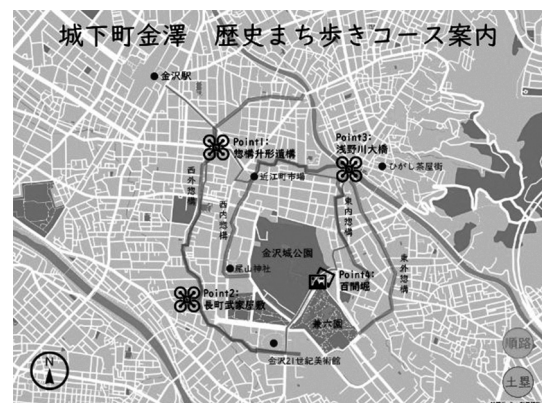 城下町金澤　歴史まち歩きコース案内
金沢駅
Point1:
惣構升形遺構
Point3:
浅野川大橋
ひがし茶屋街
近江町市場
西外惣構
西内惣構
東内惣構
東外惣構
金沢城公園
尾山神社
Point4:
百間堀
Point2:
長町武家屋敷
兼六園
金沢21世紀美術館
順路
土塁
N